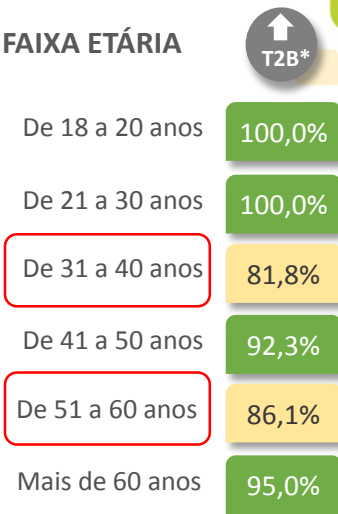 FAIXA ETÁRIA T2B*
De 18 a 20 anos 100,0%
De 21 a 30 anos 100,0%
De 31 a 40 anos 81,8%
De 41 a 50 anos 92,3%
De 51 a 60 anos 86,1%
Mais de 60 anos 95,0%